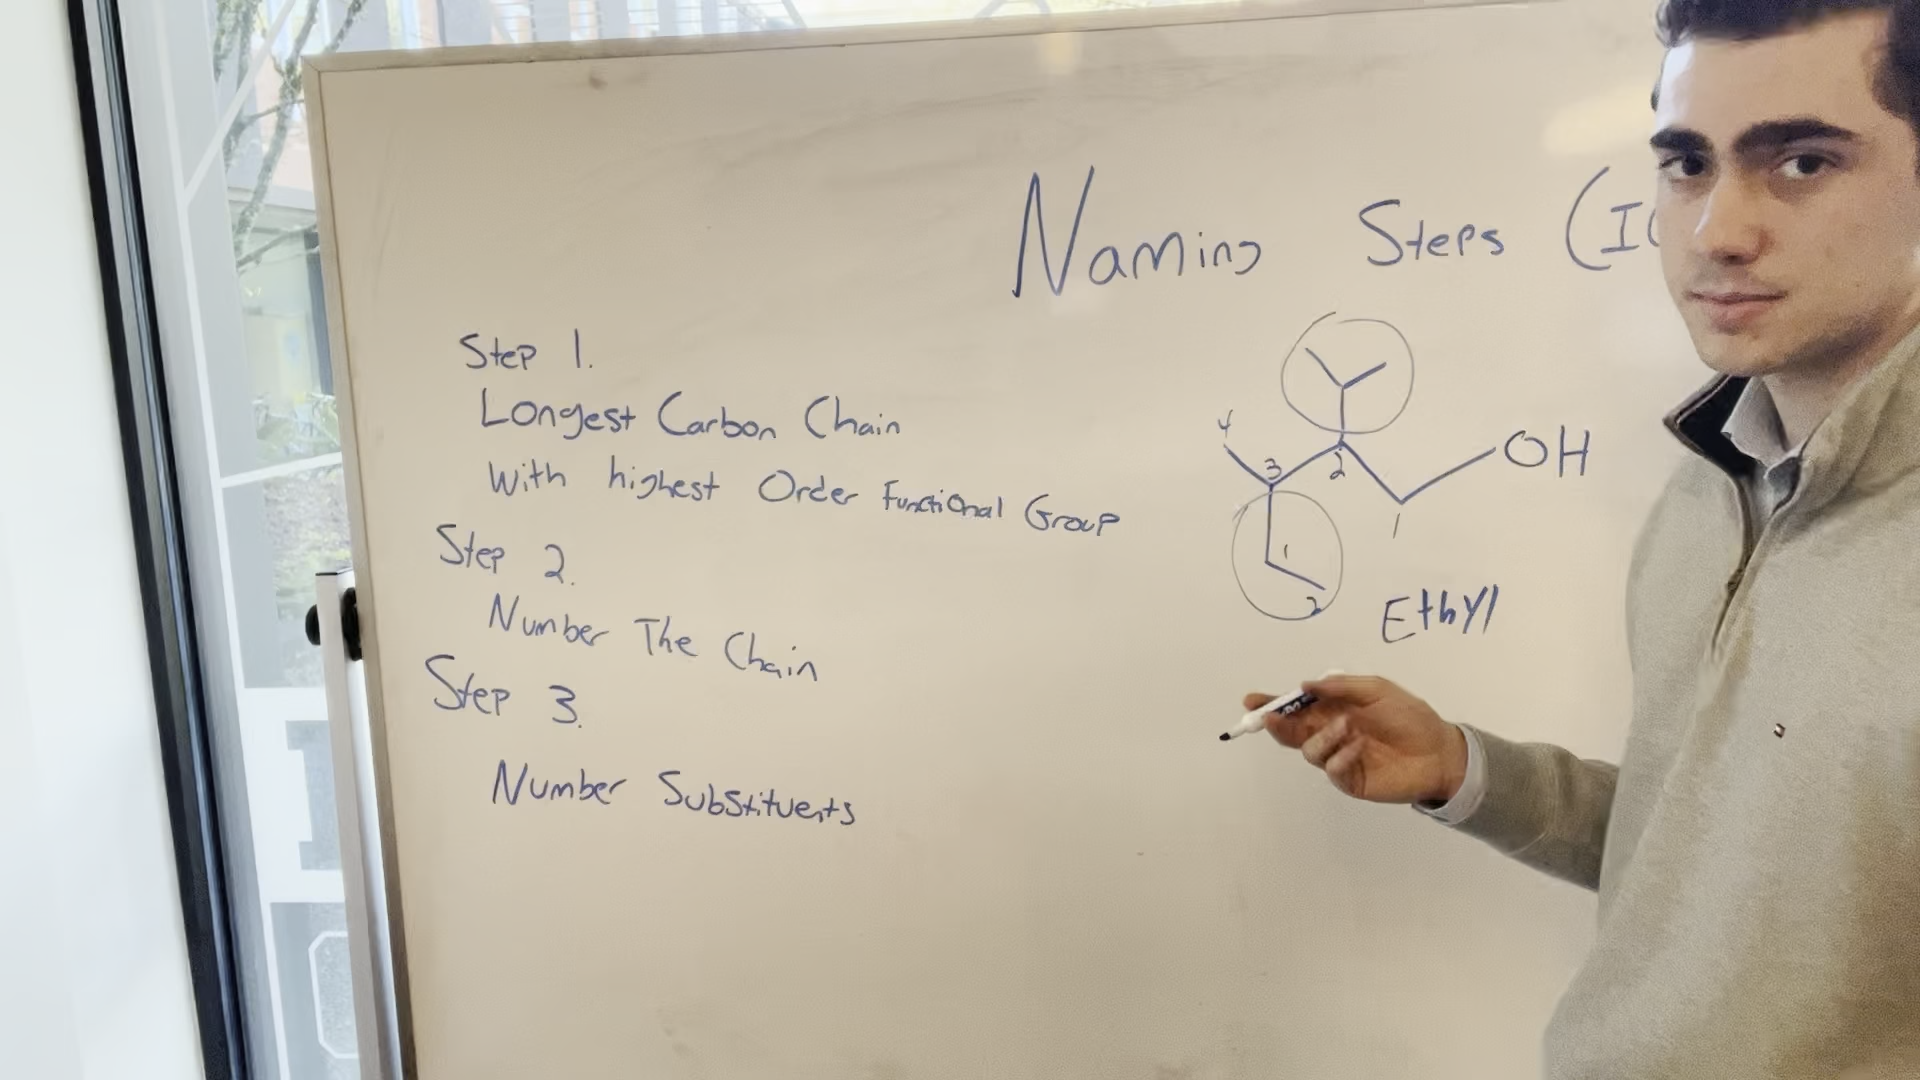 Naming Steps (I
Step 1.
Longest Carbon Chain
With highest Order Functional Group
Step 2.
Number The Chain
Step 3.
Number Substituents
4
3
2
OH
1
1
2
Ethyl